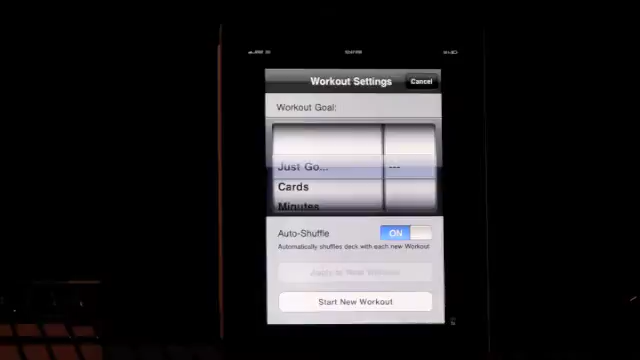 Workout Settings
Cancel
Workout Goal:
Just Go...
---
Cards
Minutes
Auto-Shuffle
ON
Automatically shuffles deck with each new Workout
Start New Workout